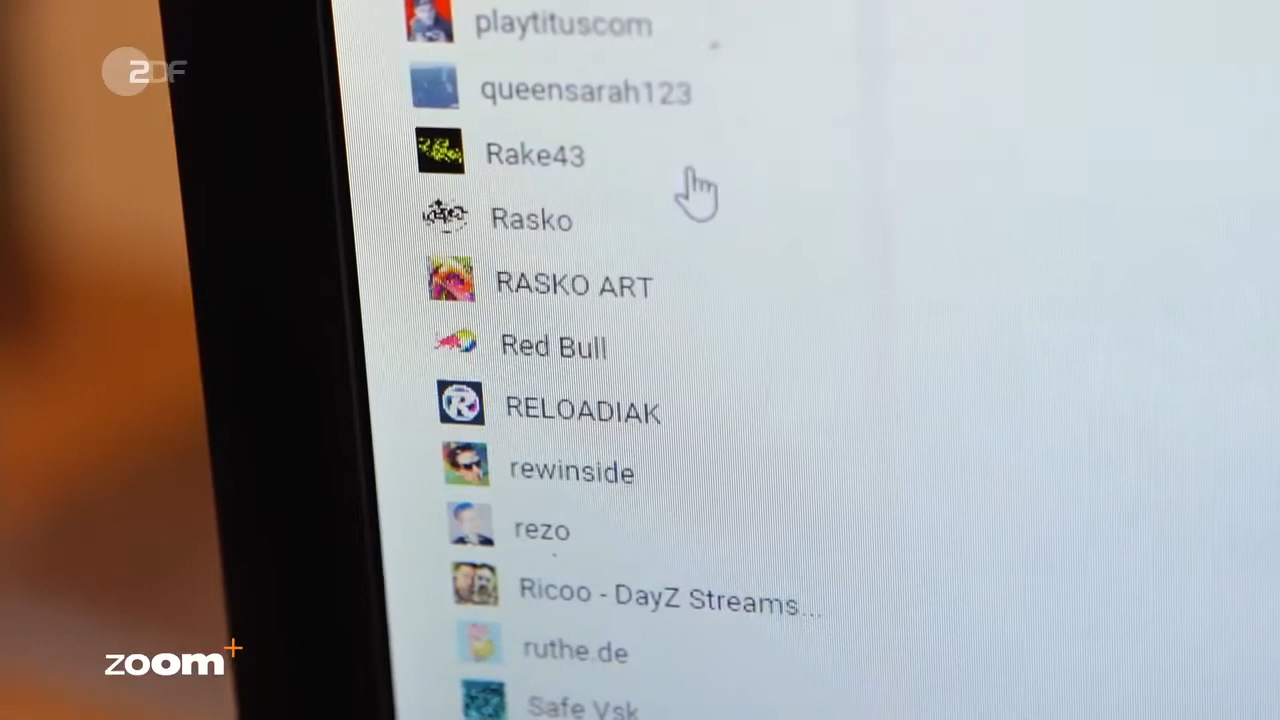 playtituscom
ZDF
queensarah123
Rake43
Rasko
RASKO ART
Red Bull
RELOADIAK
rewinside
rezo
Ricoo - DayZ Streams...
ruthe.de
zoom+
Safe Vsk